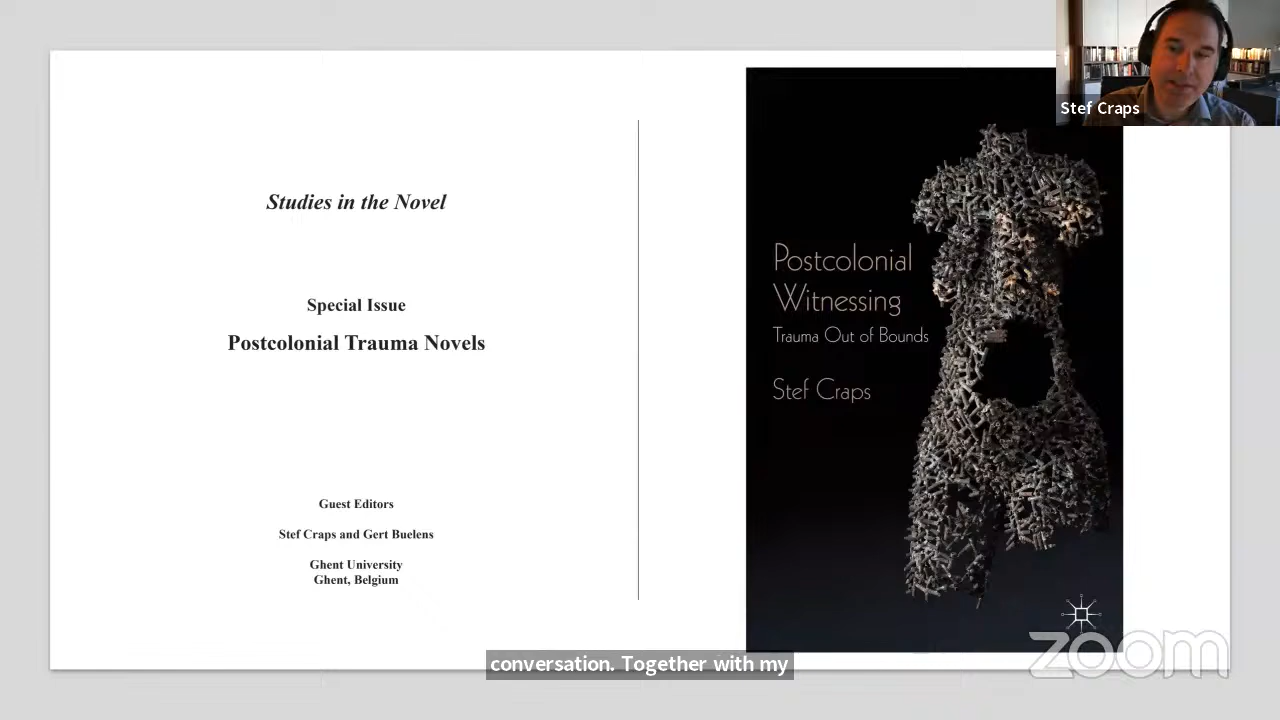 Studies in the Novel
Special Issue
Postcolonial Trauma Novels
Guest Editors
Stef Craps and Gert Buelens
Ghent University
Ghent, Belgium
Postcolonial
Witnessing
Trauma Out of Bounds
Stef Craps
Stef Craps
zoom
conversation. Together with my